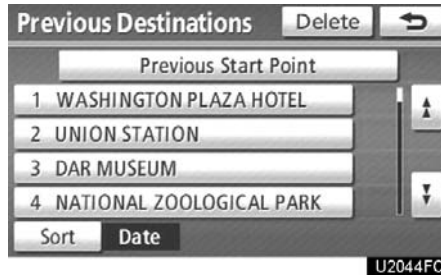 Previous Destinations Delete
Previous Start Point
1 WASHINGTON PLAZA HOTEL
2 UNION STATION
3 DAR MUSEUM
4 NATIONAL ZOOLOGICAL PARK
Sort Date
U2044FC